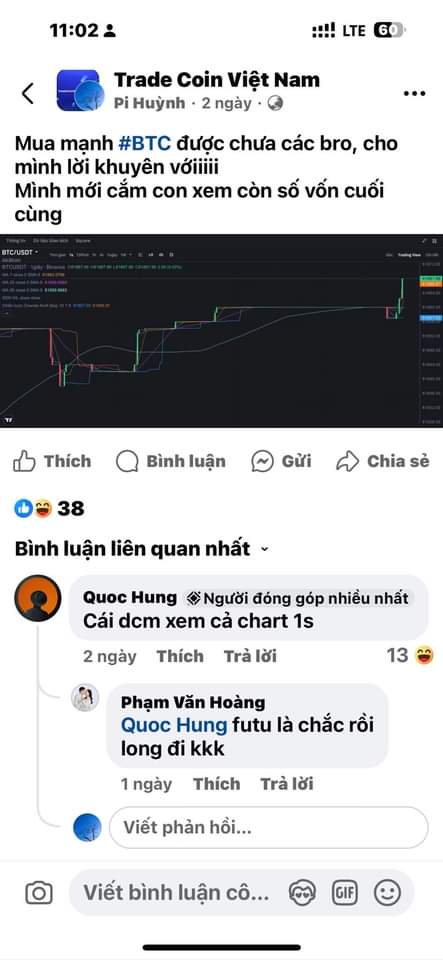 11:02
LTE 60
Trade Coin Việt Nam
Pi Huỳnh · 2 ngày ·
Mua mạnh #BTC được chưa các bro, cho
mình lời khuyên vớiiiii
Mình mới cắm con xem còn số vốn cuối
cùng
BTC/USDT
Thích
Bình luận
Gửi
Chia sẻ
38
Bình luận liên quan nhất
Quoc Hung Người đóng góp nhiều nhất
Cái dcm xem cả chart 1s
2 ngày Thích Trả lời 13
Phạm Văn Hoàng
Quoc Hung futu là chắc rồi
long đi kkk
1 ngày Thích Trả lời
Viết phản hồi...
Viết bình luận cô... GIF